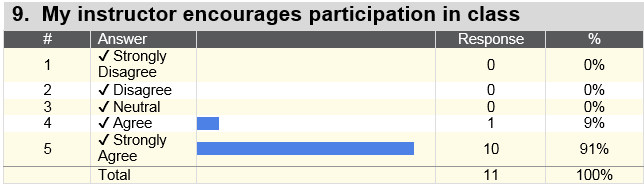 9. My instructor encourages participation in class
# Answer Response %
1 ✓ Strongly Disagree 0 0%
2 ✓ Disagree 0 0%
3 ✓ Neutral 0 0%
4 ✓ Agree 1 9%
5 ✓ Strongly Agree 10 91%
Total 11 100%